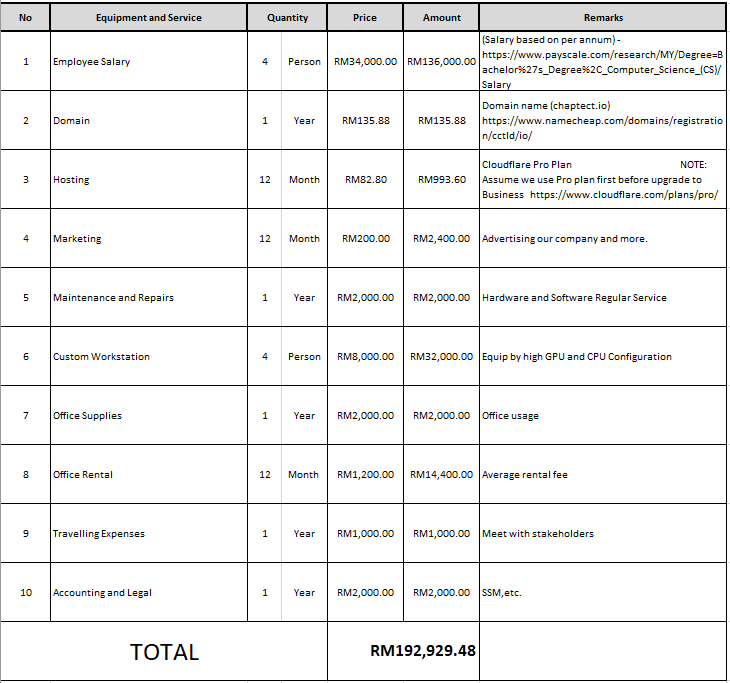 No Equipment and Service Quantity Price Amount Remarks
1 Employee Salary 4 Person RM34,000.00 RM136,000.00 (Salary based on per annum) -
https://www.payscale.com/research/MY/Degree=B
achelor%27s_Degree%2C_Computer_Science_(CS)/
Salary
2 Domain 1 Year RM135.88 RM135.88 Domain name (chaptect.io)
https://www.namecheap.com/domains/registratio
n/cctld/io/
3 Hosting 12 Month RM82.80 RM993.60 Cloudflare Pro Plan NOTE:
Assume we use Pro plan first before upgrade to
Business https://www.cloudflare.com/plans/pro/
4 Marketing 12 Month RM200.00 RM2,400.00 Advertising our company and more.
5 Maintenance and Repairs 1 Year RM2,000.00 RM2,000.00 Hardware and Software Regular Service
6 Custom Workstation 4 Person RM8,000.00 RM32,000.00 Equip by high GPU and CPU Configuration
7 Office Supplies 1 Year RM2,000.00 RM2,000.00 Office usage
8 Office Rental 12 Month RM1,200.00 RM14,400.00 Average rental fee
9 Travelling Expenses 1 Year RM1,000.00 RM1,000.00 Meet with stakeholders
10 Accounting and Legal 1 Year RM2,000.00 RM2,000.00 SSM,etc.
TOTAL RM192,929.48